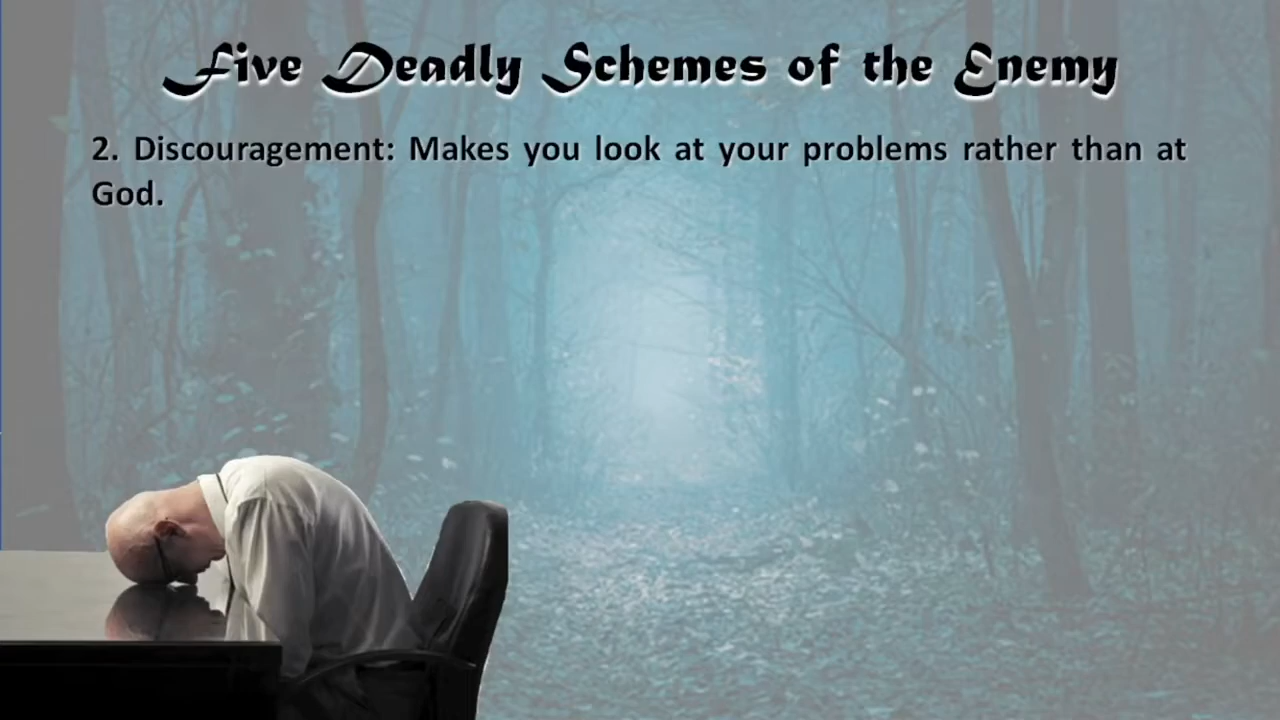 Five Deadly Schemes of the Enemy
2. Discouragement: Makes you look at your problems rather than at
God.